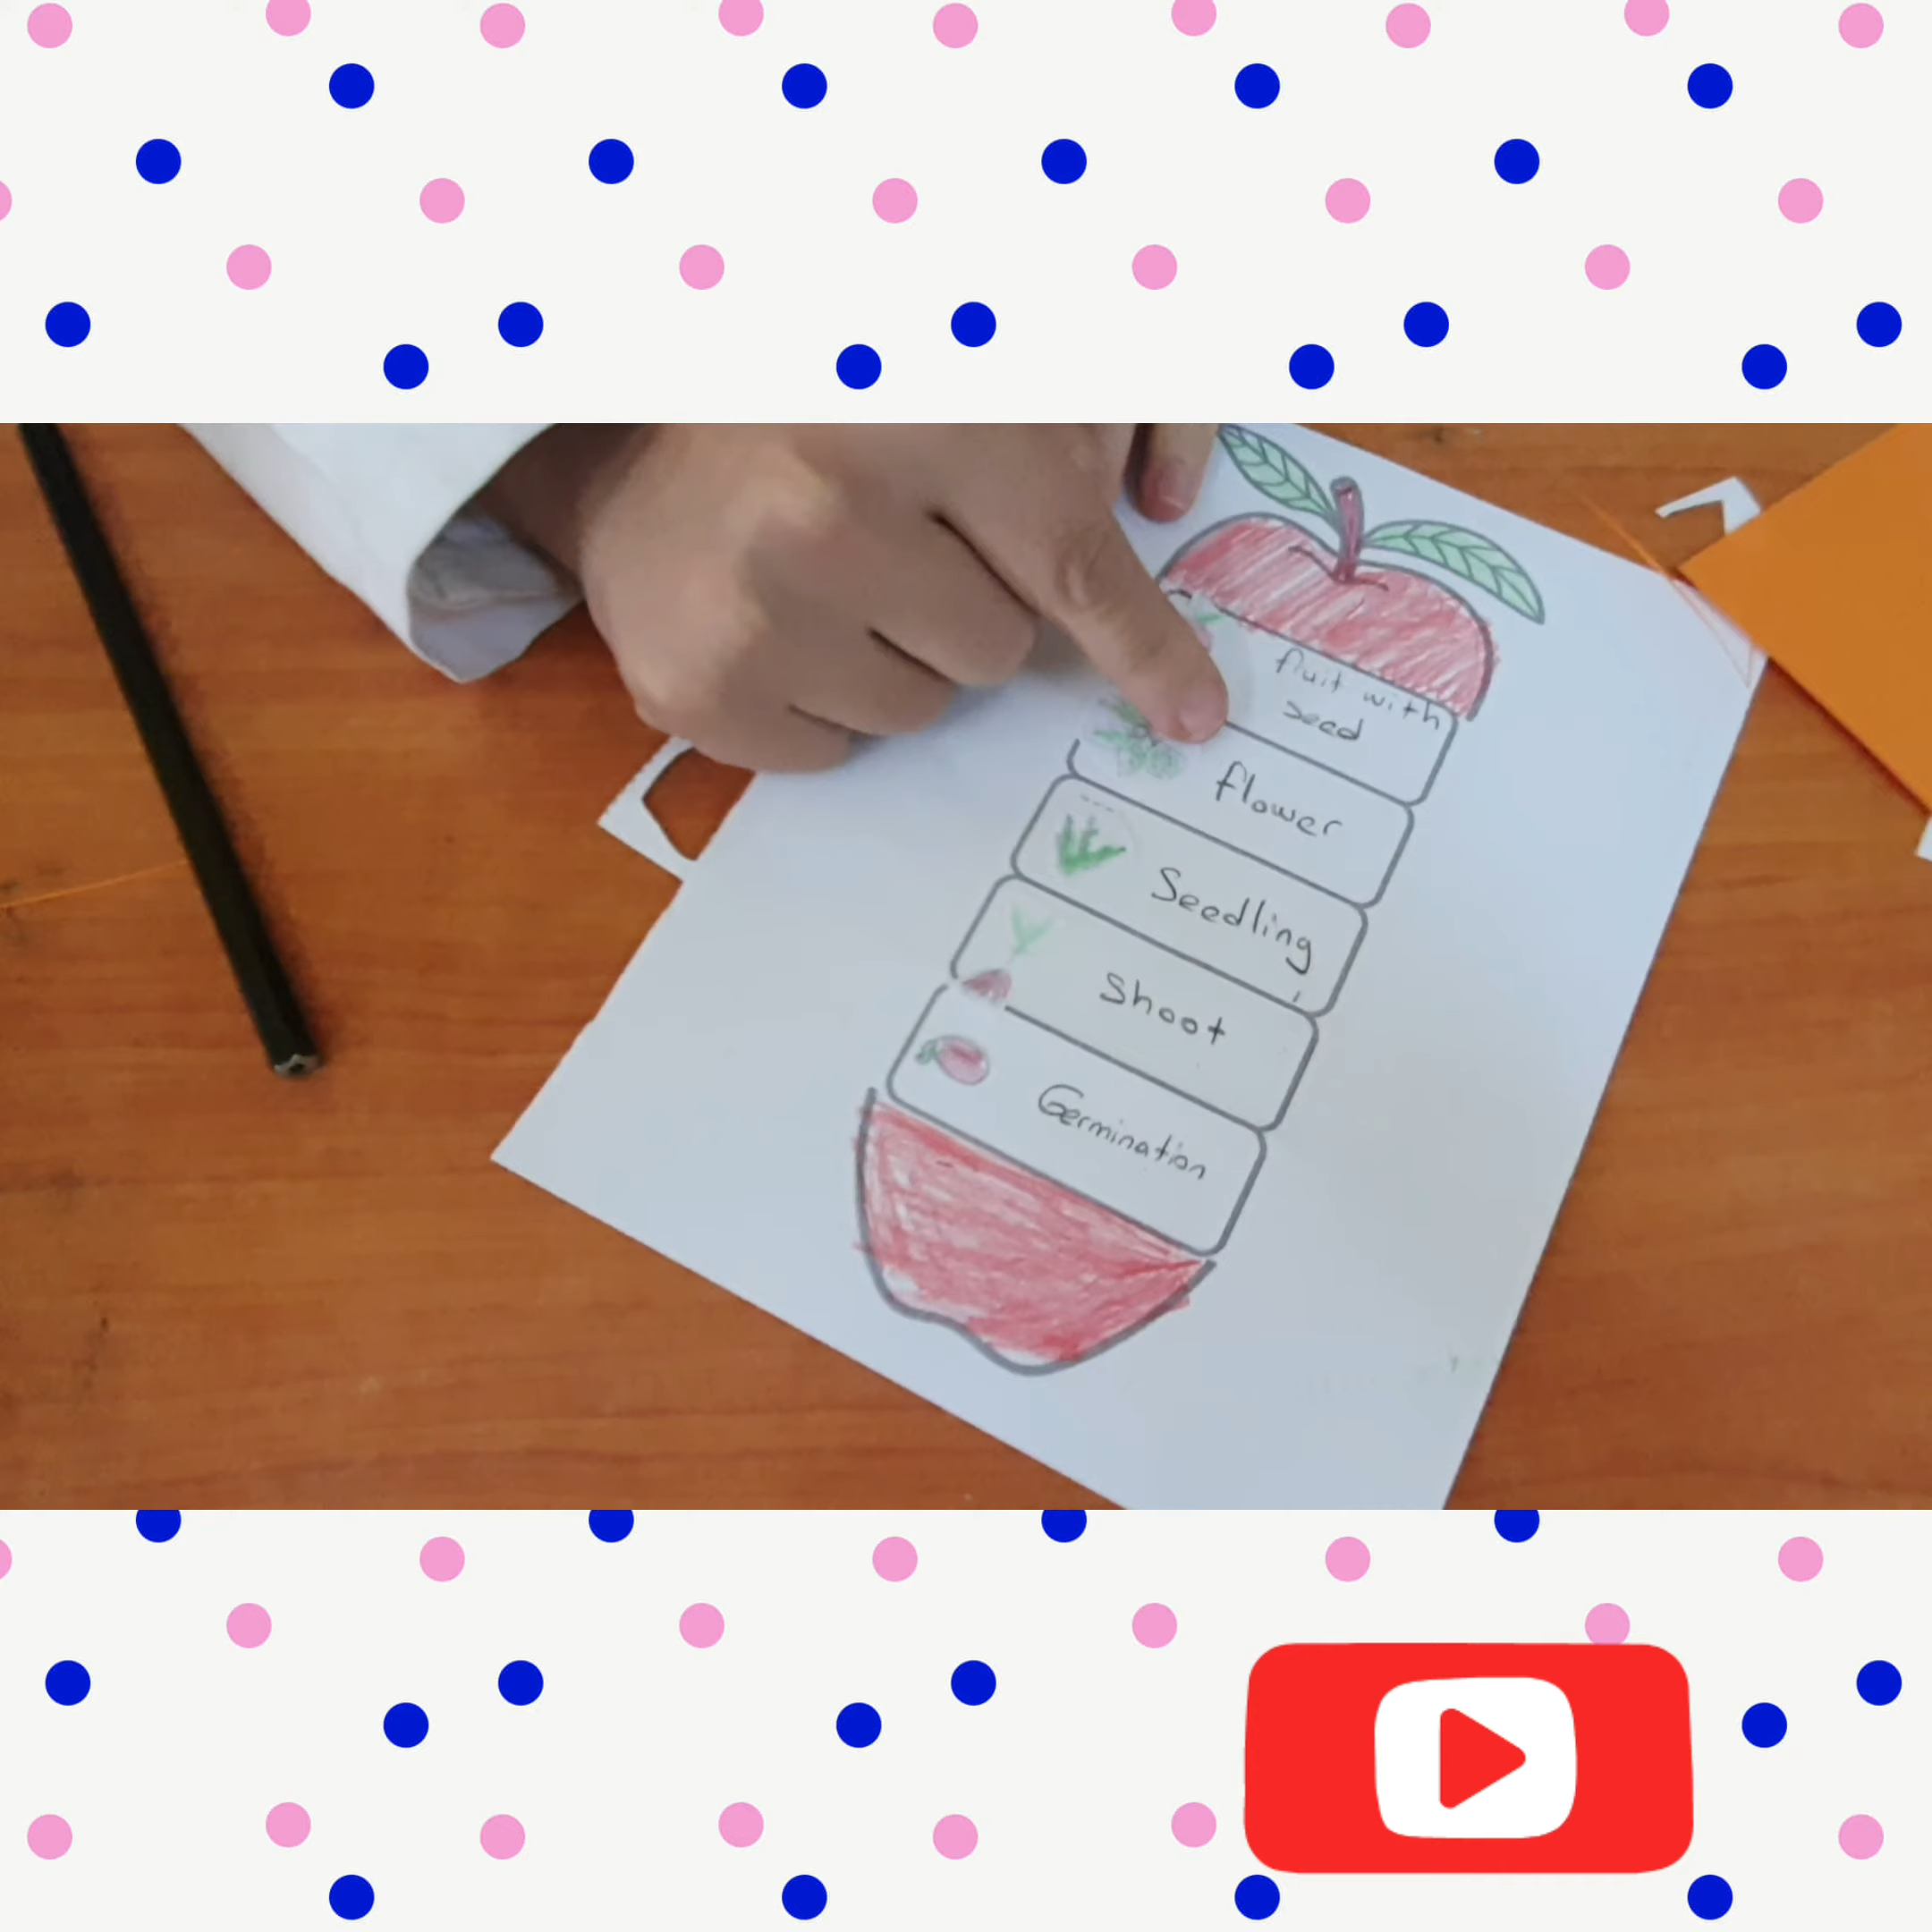 fruit with
seed
flower
Seedling
Shoot
Germination